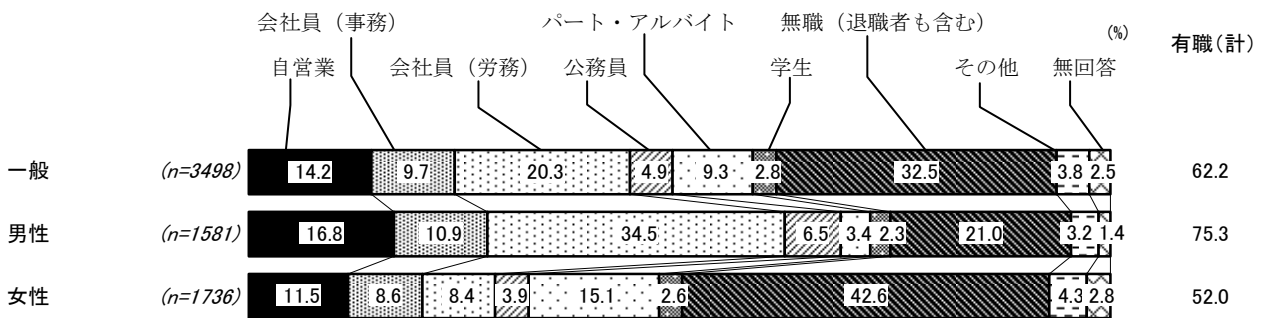 会社員（事務） パート・アルバイト 無職（退職者も含む） (%) 有職(計)
自営業 会社員（労務） 公務員 学生 その他 無回答
一般 (n=3498) 14.2 9.7 20.3 4.9 9.3 2.8 32.5 3.8 2.5 62.2
男性 (n=1581) 16.8 10.9 34.5 6.5 3.4 2.3 21.0 3.2 1.4 75.3
女性 (n=1736) 11.5 8.6 8.4 3.9 15.1 2.6 42.6 4.3 2.8 52.0